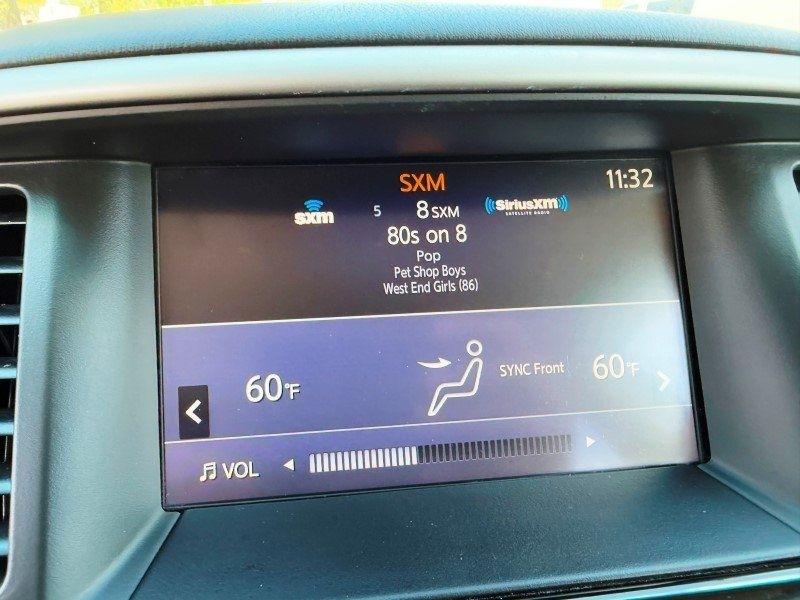 SXM 11:32
sxm 5 8 SXM SiriusXM
SATELLITE RADIO
80s on 8
Pop
Pet Shop Boys
West End Girls (86)
60°F SYNC Front 60°F
VOL